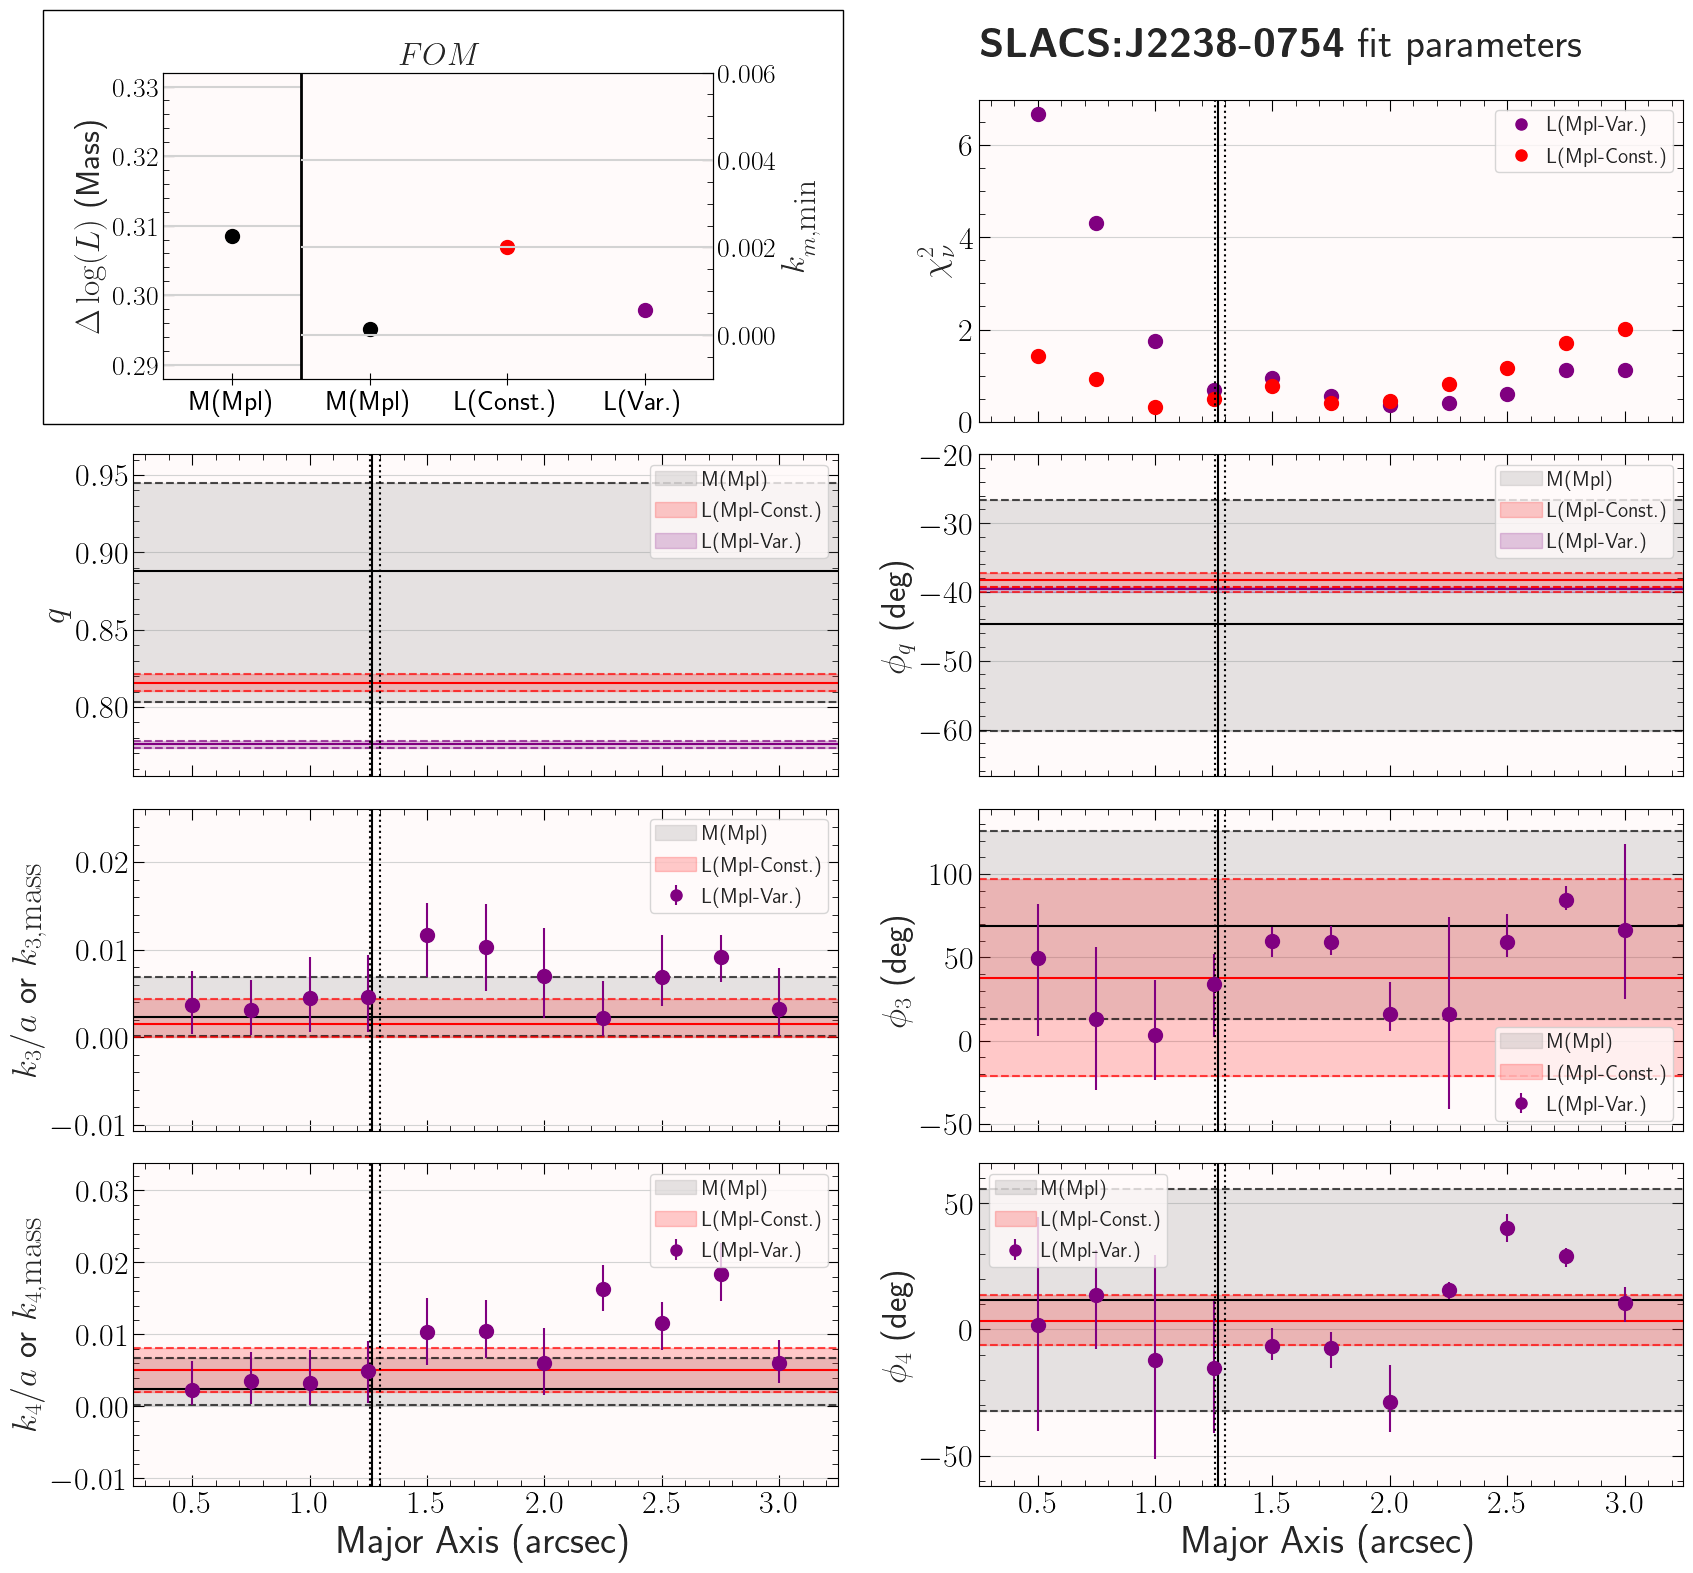 SLACS:J2238-0754 fit parameters
FOM
Δ log(L) (Mass)
0.33
0.32
0.31
0.30
0.29
0.006
0.004
0.002
0.000
k_{m,min}
M(Mpl) M(Mpl) L(Const.) L(Var.)
χ²_ν
6
4
2
0
L(Mpl-Var.)
L(Mpl-Const.)
q
0.95
0.90
0.85
0.80
M(Mpl)
L(Mpl-Const.)
L(Mpl-Var.)
ϕ_q (deg)
−20
−30
−40
−50
−60
M(Mpl)
L(Mpl-Const.)
L(Mpl-Var.)
k_3/a or k_{3,mass}
0.02
0.01
0.00
−0.01
M(Mpl)
L(Mpl-Const.)
L(Mpl-Var.)
ϕ_3 (deg)
100
50
0
−50
M(Mpl)
L(Mpl-Const.)
L(Mpl-Var.)
k_4/a or k_{4,mass}
0.03
0.02
0.01
0.00
−0.01
M(Mpl)
L(Mpl-Const.)
L(Mpl-Var.)
0.5 1.0 1.5 2.0 2.5 3.0
Major Axis (arcsec)
ϕ_4 (deg)
50
0
−50
M(Mpl)
L(Mpl-Const.)
L(Mpl-Var.)
0.5 1.0 1.5 2.0 2.5 3.0
Major Axis (arcsec)